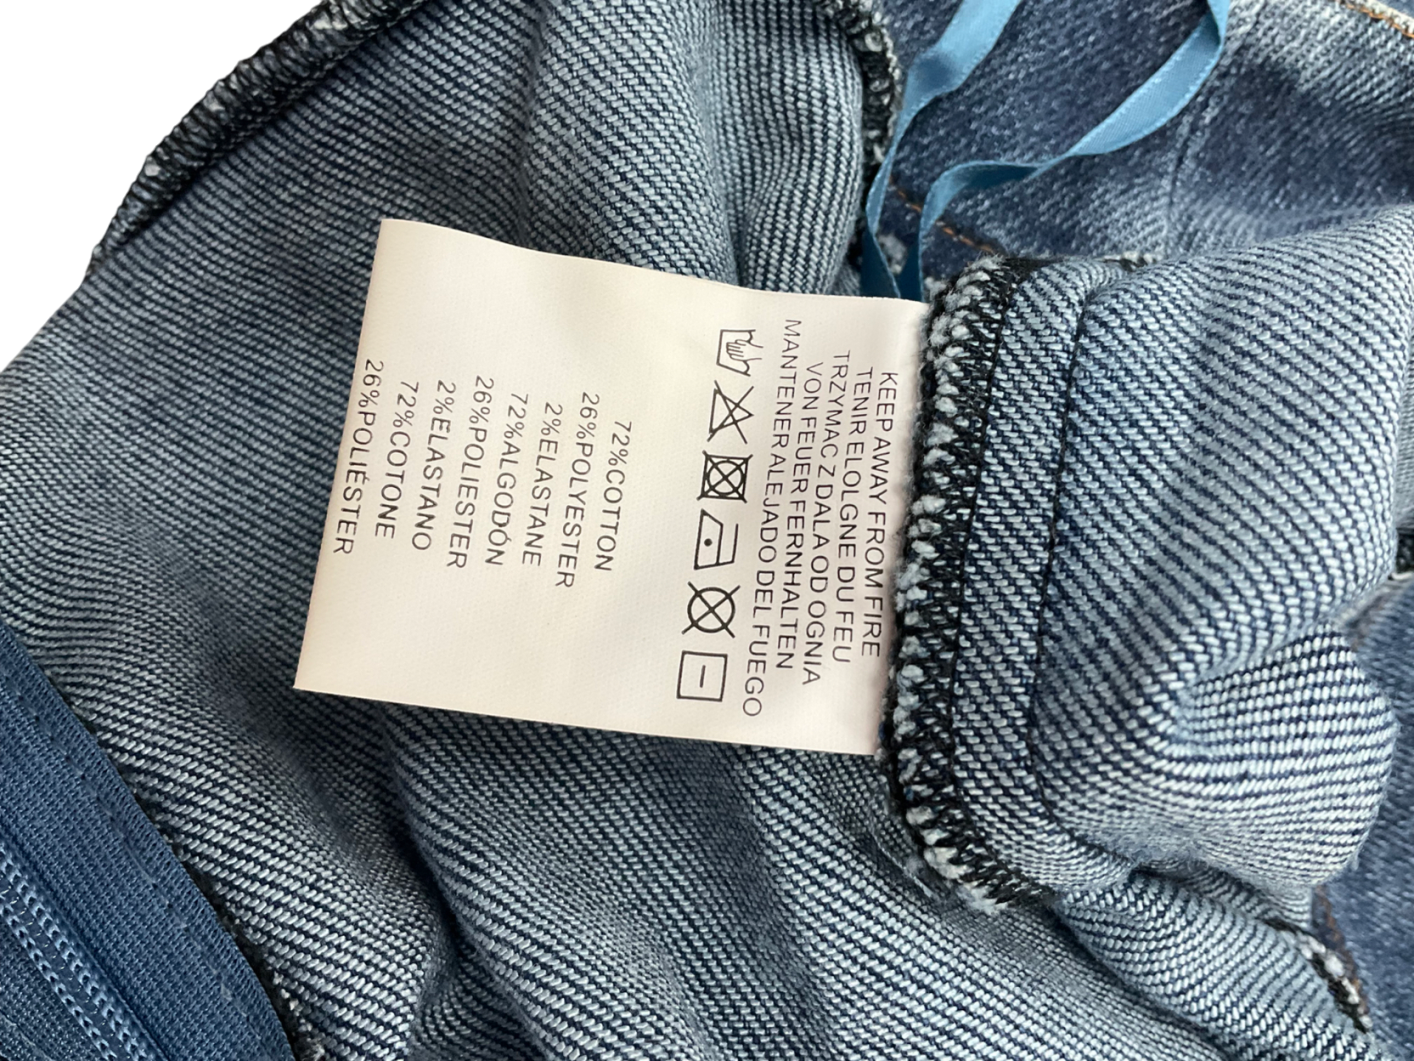 KEEP AWAY FROM FIRE
TENIR ELOLGNE DU FEU
TRZYMAC Z DALA OD OGNIA
VON FEUER FERNHALTEN
MANTENER ALEJADO DEL FUEGO
72%COTTON
26%POLYESTER
2%ELASTANE
72%ALGODÓN
26%POLIESTER
2%ELASTANO
72%COTONE
26%POLIÉSTER